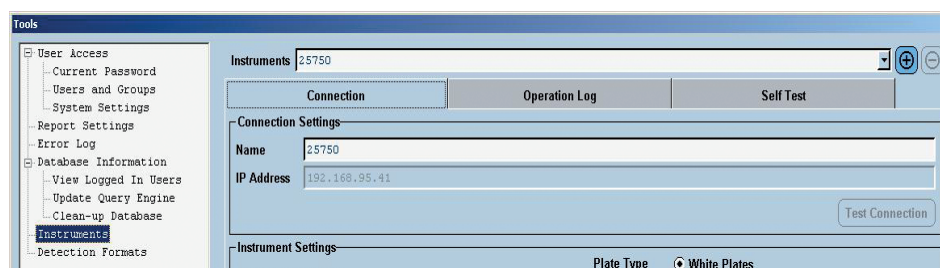 Tools
User Access
Current Password
Users and Groups
System Settings
Report Settings
Error Log
Database Information
View Logged In Users
Update Query Engine
Clean-up Database
Instruments
Detection Formats
Instruments 25750
Connection Operation Log Self Test
Connection Settings
Name 25750
IP Address 192.168.95.41
Test Connection
Instrument Settings
Plate Type White Plates